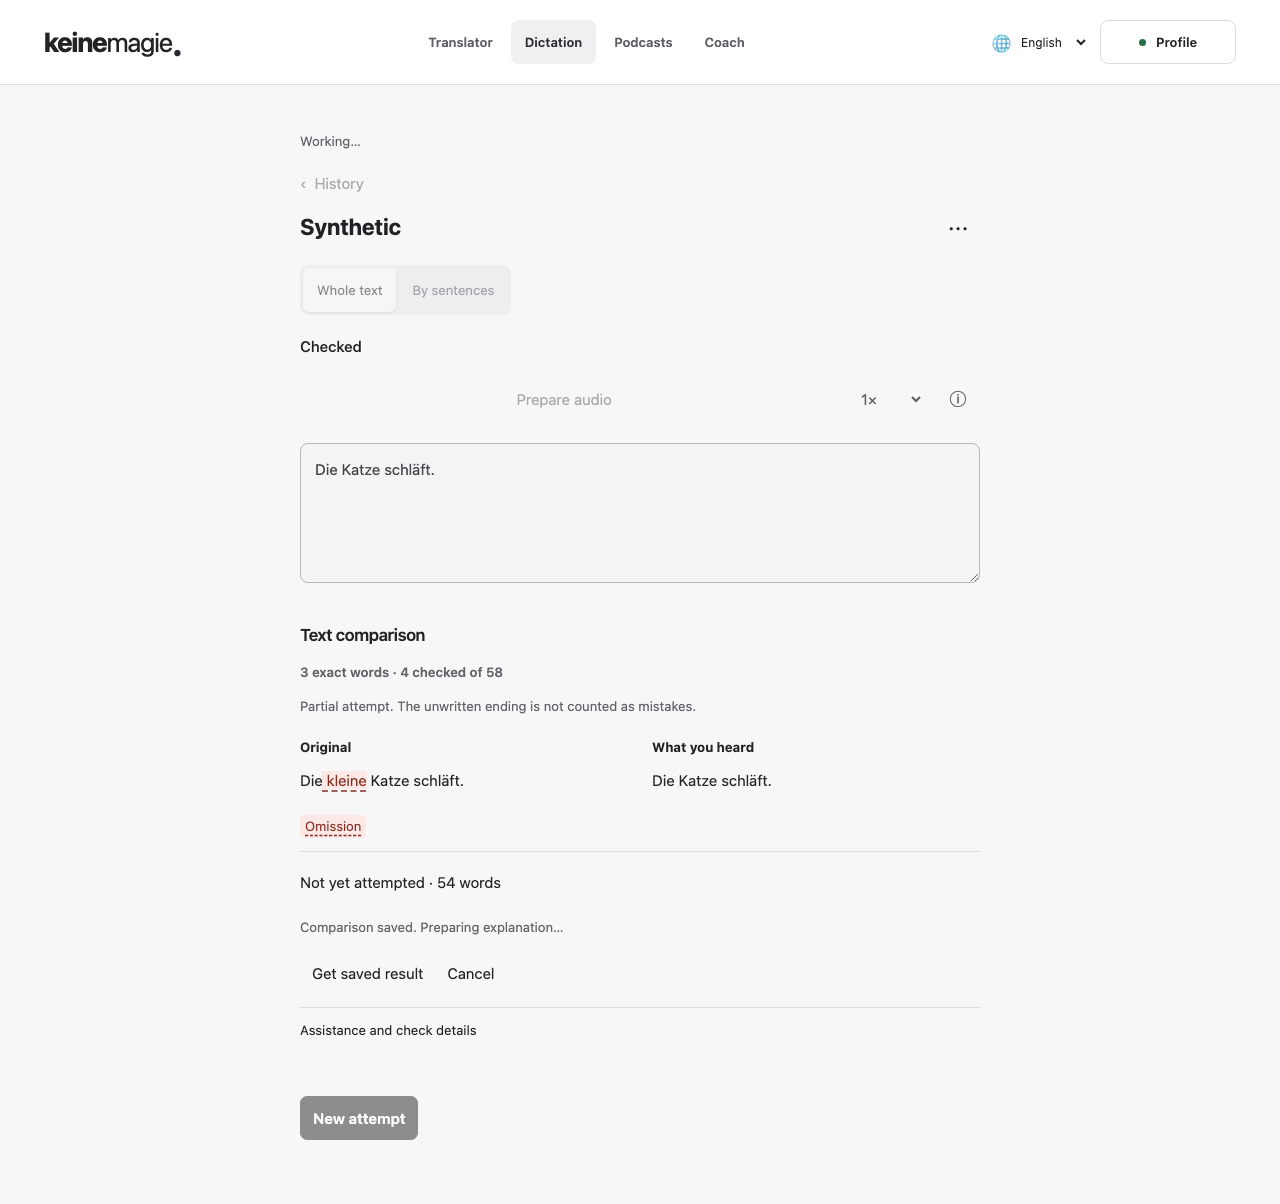 keinemagie.
Translator Dictation Podcasts Coach English Profile
Working...
‹ History
Synthetic ...
Whole text By sentences
Checked
Prepare audio 1×
Die Katze schläft.
Text comparison
3 exact words · 4 checked of 58
Partial attempt. The unwritten ending is not counted as mistakes.
Original What you heard
Die kleine Katze schläft. Die Katze schläft.
Omission
Not yet attempted · 54 words
Comparison saved. Preparing explanation...
Get saved result Cancel
Assistance and check details
New attempt